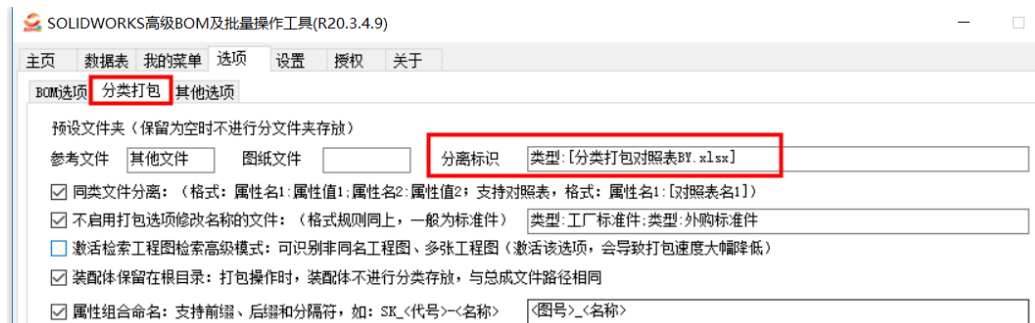 SOLIDWORKS高级BOM及批量操作工具(R20.3.4.9)
主页 数据表 我的菜单 选项 设置 授权 关于
BOM选项 分类打包 其他选项
预设文件夹（保留为空时不进行分文件夹存放）
参考文件 其他文件 图纸文件 分离标识 类型:[分类打包对照表BY.xlsx]
同类文件分离：（格式：属性名1:属性值1;属性名2:属性值2；支持对照表，格式：属性名1:[对照表名1]）
不启用打包选项修改名称的文件：（格式规则同上，一般为标准件） 类型:工厂标准件;类型:外购标准件
激活检索工程图检索高级模式：可识别非同名工程图、多张工程图（激活该选项，会导致打包速度大幅降低）
装配体保留在根目录：打包操作时，装配体不进行分类存放，与总成文件路径相同
属性组合命名：支持前缀、后缀和分隔符，如：SK_<代号>-<名称> <图号>_<名称>